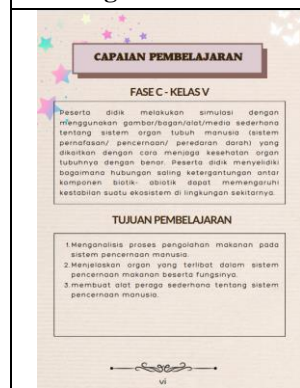 CAPAIAN PEMBELAJARAN
FASE C - KELAS V
Peserta didik melakukan simulasi dengan
menggunakan gambar/bagan/alat/media sederhana
tentang sistem organ tubuh manusia (sistem
pernafasan/ pencernaan/ peredaran darah) yang
dikaitkan dengan cara menjaga kesehatan organ
tubuhnya dengan benar. Peserta didik menyelidiki
bagaimana hubungan saling ketergantungan antar
komponen biotik- abiotik dapat memengaruhi
kestabilan suatu ekosistem di lingkungan sekitarnya.
TUJUAN PEMBELAJARAN
1. Menganalisis proses pengolahan makanan pada
sistem pencernaan manusia.
2. Menjelaskan organ yang terlibat dalam sistem
pencernaan makanan beserta fungsinya.
3. membuat alat peraga sederhana tentang sistem
pencernaan manusia.
vi